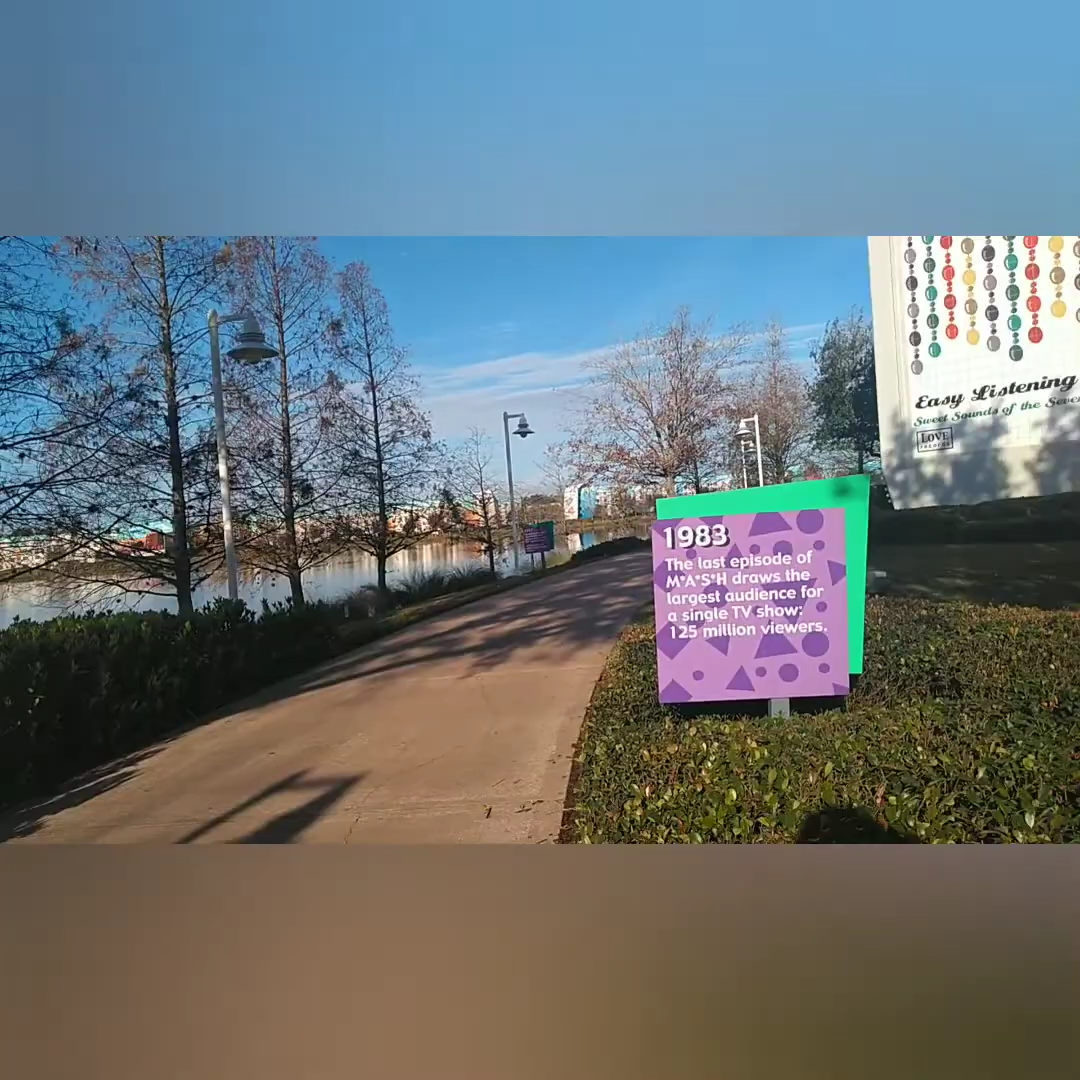 1983
The last episode of
M*A*S*H draws the
largest audience for
a single TV show:
125 million viewers.
Easy Listening
Sweet Sounds of the
LOVE
RECORDS